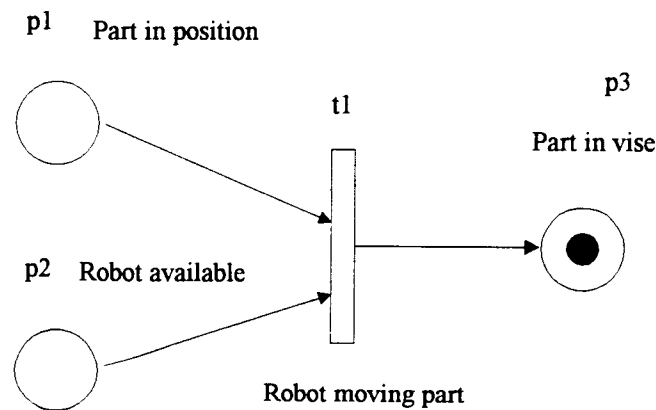 p1 Part in position
t1
p3
Part in vise
p2 Robot available
Robot moving part